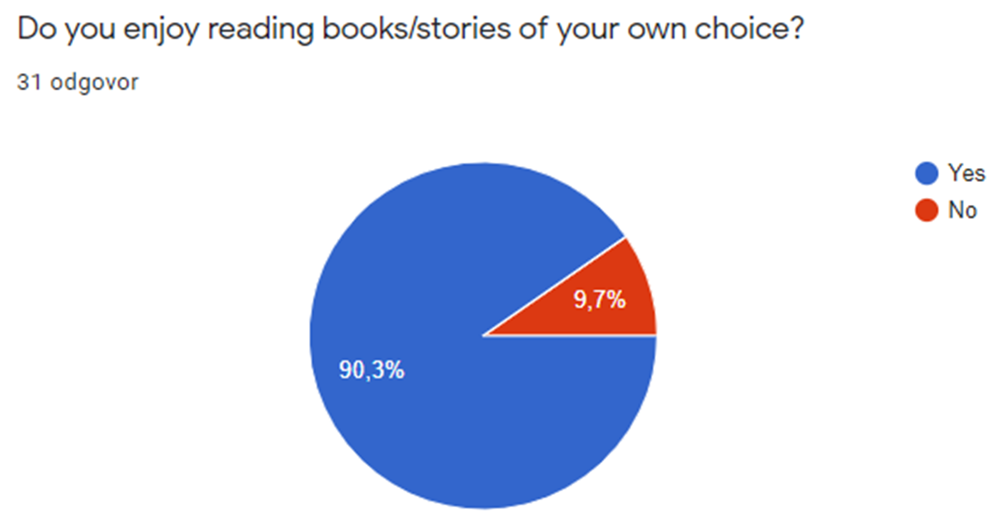 Do you enjoy reading books/stories of your own choice?
31 odgovor
Yes
No
9,7%
90,3%